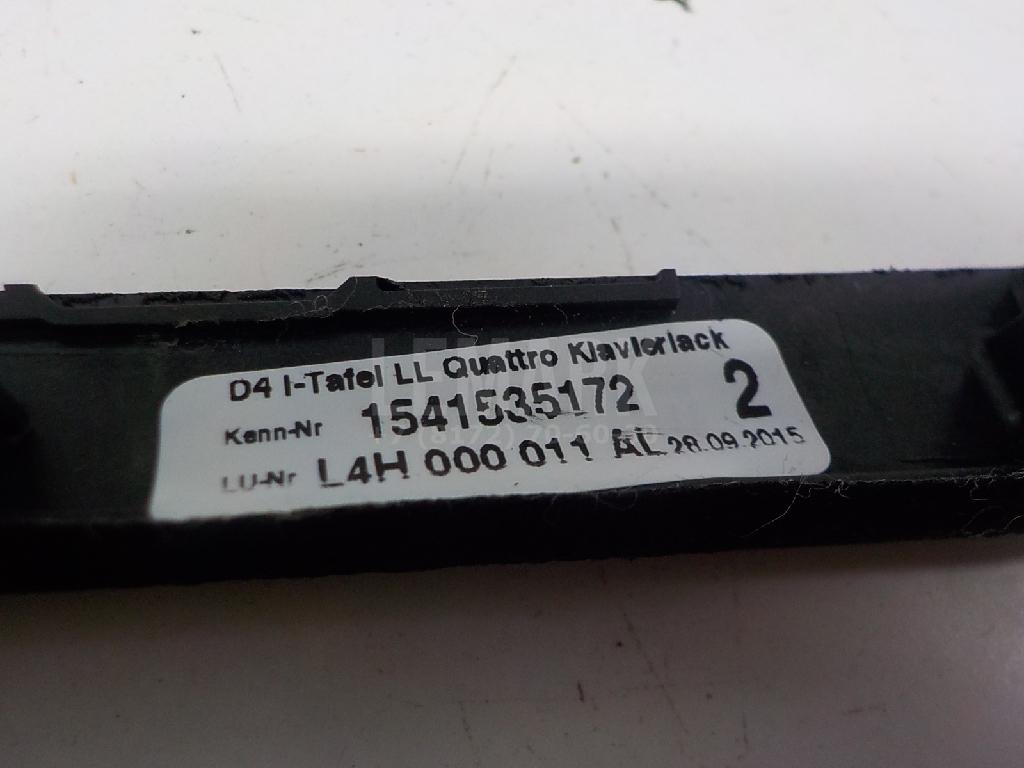 D4 I-Tafel LL Quattro Klavierlack
Kenn-Nr 1541535172 2
LU-Nr L4H 000 011 AL 28.09.2015